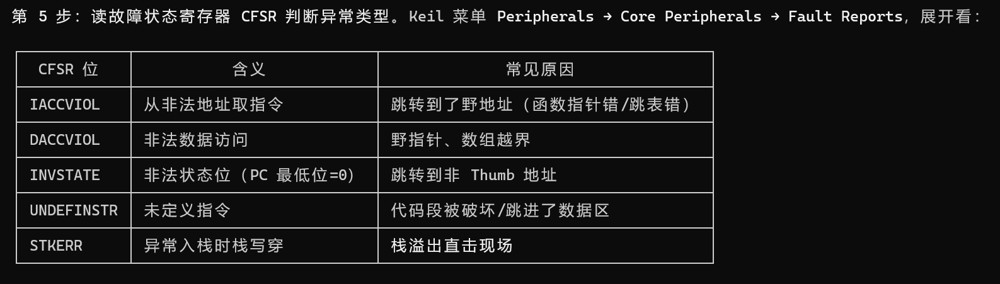 第 5 步：读故障状态寄存器 CFSR 判断异常类型。Keil 菜单 Peripherals → Core Peripherals → Fault Reports，展开看：
CFSR 位 含义 常见原因
IACCVIOL 从非法地址取指令 跳转到了野地址（函数指针错/跳表错）
DACCVIOL 非法数据访问 野指针、数组越界
INVSTATE 非法状态位（PC 最低位=0） 跳转到非 Thumb 地址
UNDEFINSTR 未定义指令 代码段被破坏/跳进了数据区
STKERR 异常入栈时栈写穿 栈溢出直击现场